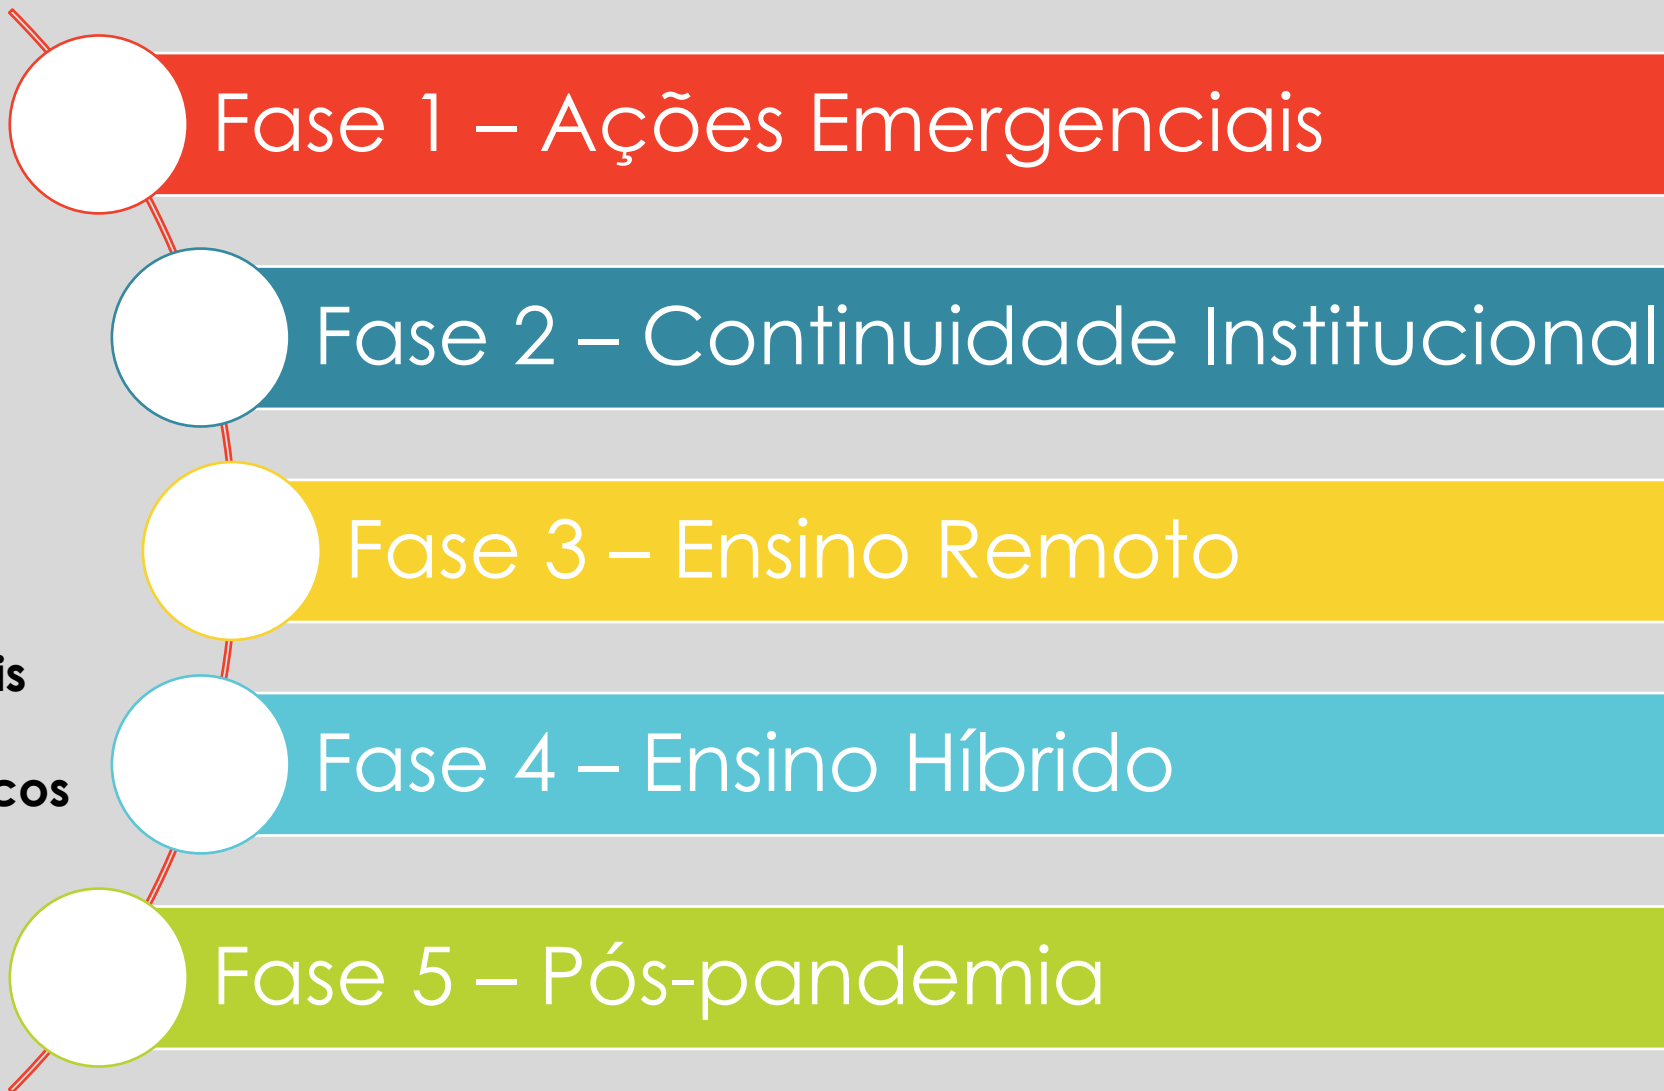 Fase 1 – Ações Emergenciais
Fase 2 – Continuidade Institucional
Fase 3 – Ensino Remoto
is
Fase 4 – Ensino Híbrido
cos
Fase 5 – Pós-pandemia